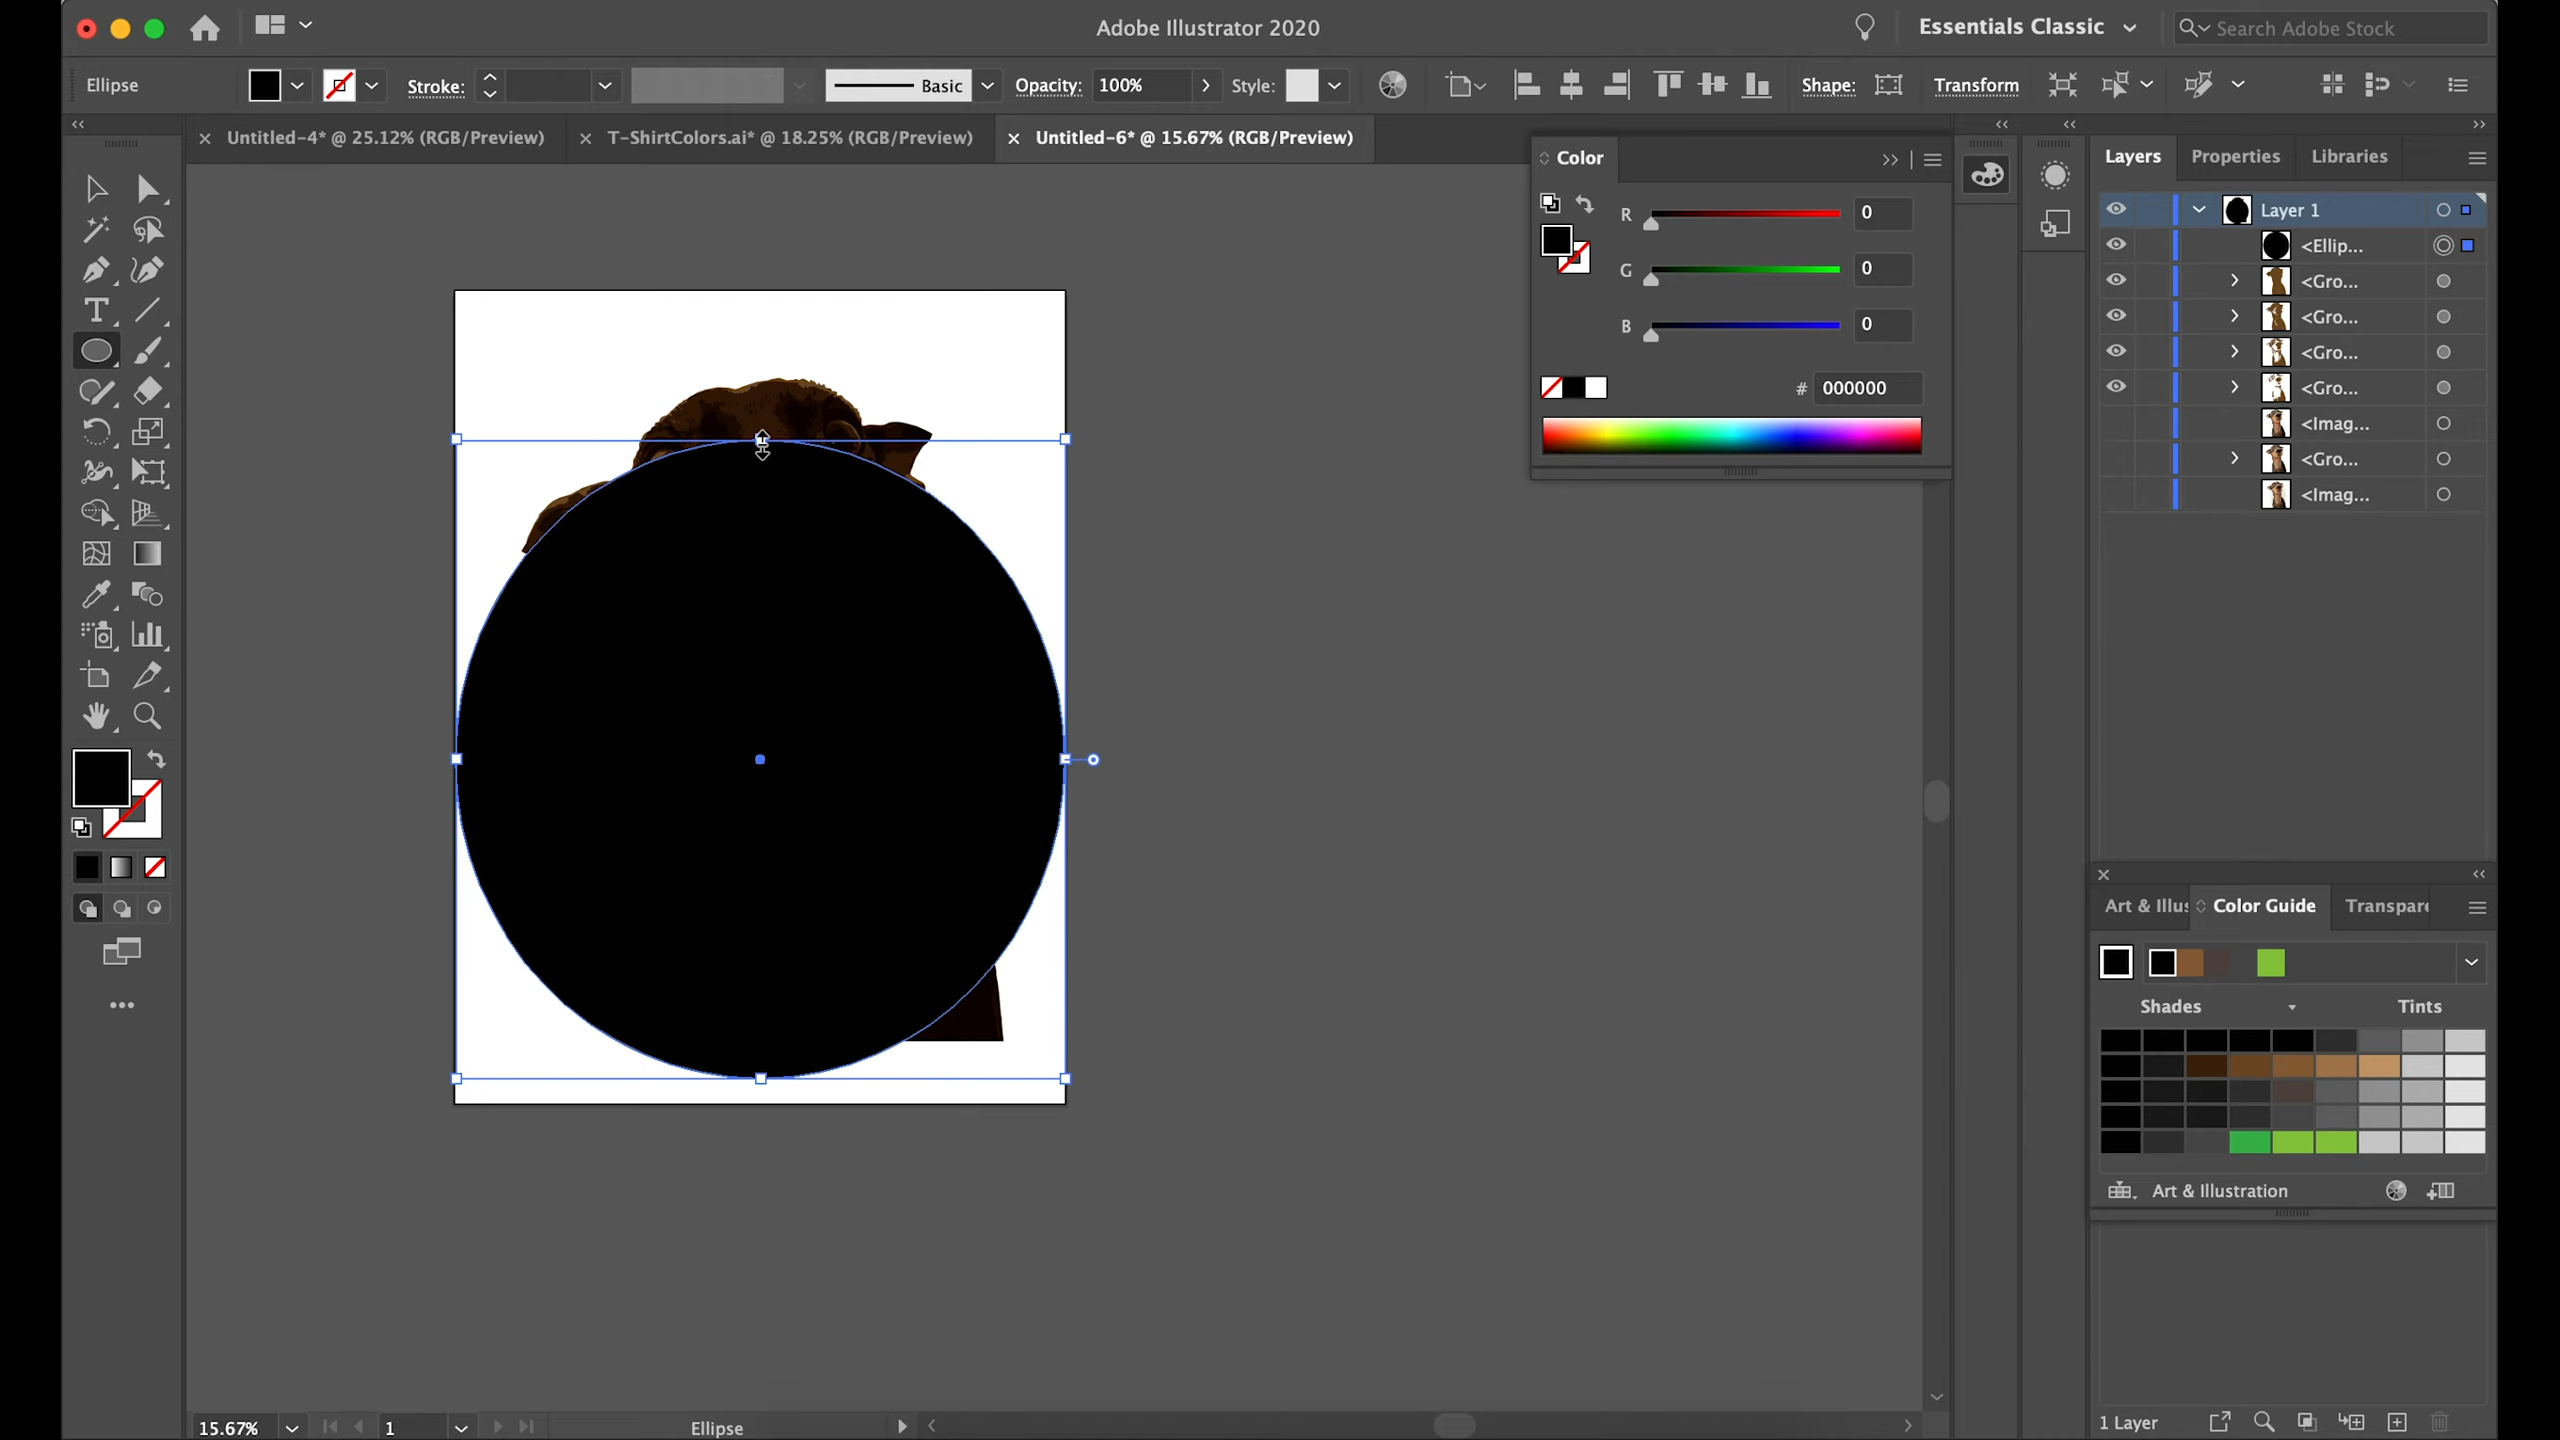 Adobe Illustrator 2020
Essentials Classic
Search Adobe Stock
Ellipse
Stroke:
Basic
Opacity:
100%
Style:
Shape:
Transform
Untitled-4* @ 25.12% (RGB/Preview)
T-ShirtColors.ai* @ 18.25% (RGB/Preview)
Untitled-6* @ 15.67% (RGB/Preview)
Color
R
0
G
0
B
0
# 000000
Layers
Properties
Libraries
Layer 1
<Ellip...
<Gro...
<Gro...
<Gro...
<Gro...
<Imag...
<Gro...
<Imag...
Art & Illus
Color Guide
Transpare
Shades
Tints
Art & Illustration
1 Layer
15.67%
1
Ellipse